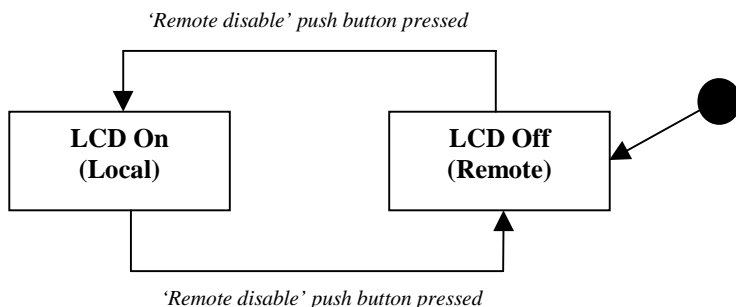 ‘Remote disable’ push button pressed
LCD On
(Local)
LCD Off
(Remote)
‘Remote disable’ push button pressed